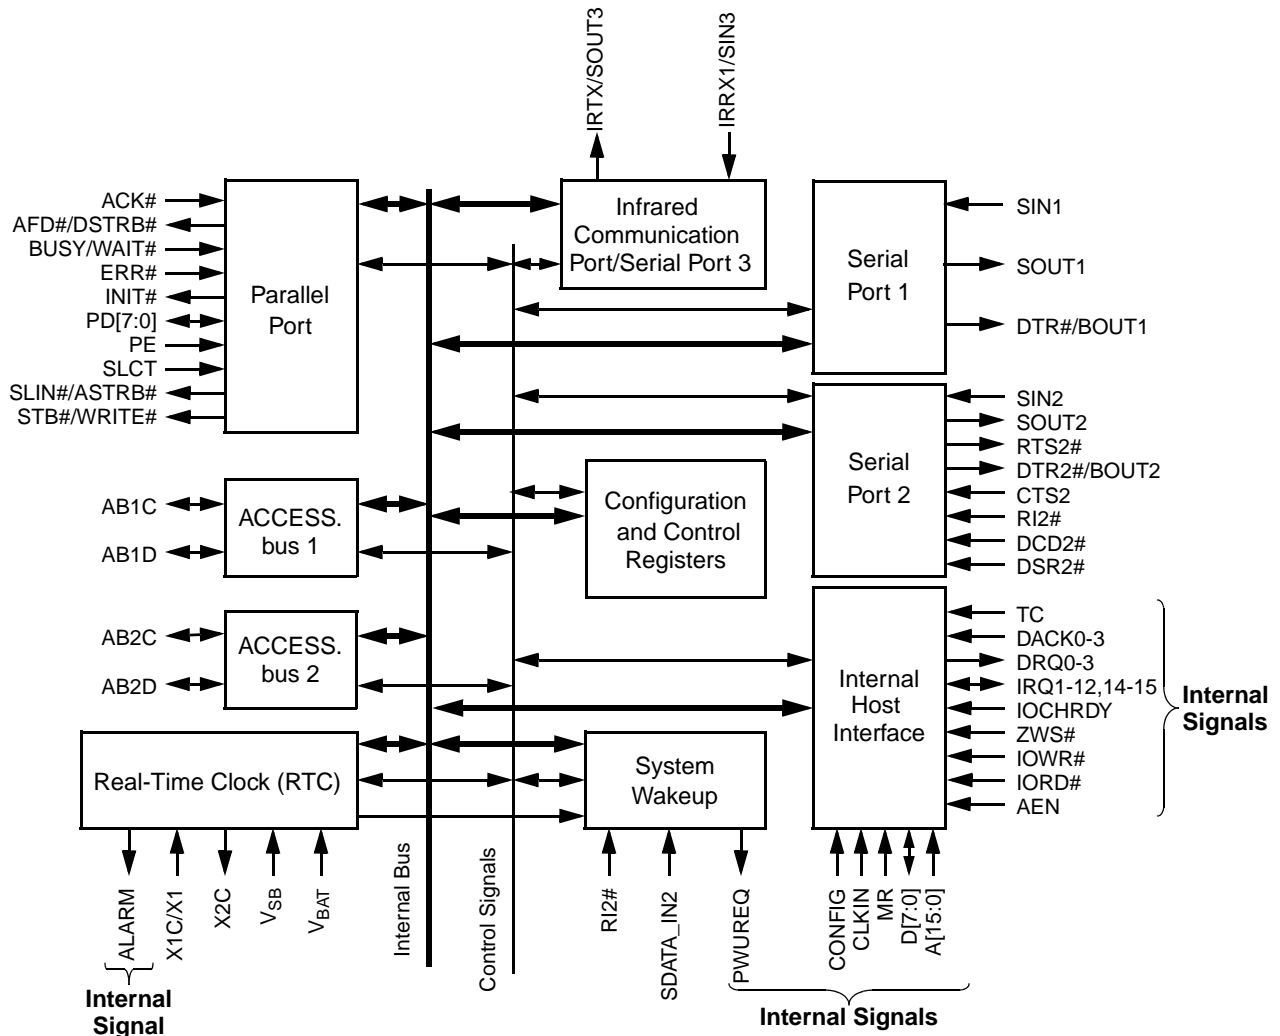 IRTX/SOUT3
IRRX1/SIN3
ACK#
AFD#/DSTRB#
BUSY/WAIT#
ERR#
INIT#
PD[7:0]
PE
SLCT
SLIN#/ASTRB#
STB#/WRITE#
Parallel
Port
Infrared
Communication
Port/Serial Port 3
Serial
Port 1
SIN1
SOUT1
DTR#/BOUT1
Serial
Port 2
SIN2
SOUT2
RTS2#
DTR2#/BOUT2
CTS2
RI2#
DCD2#
DSR2#
AB1C
AB1D
ACCESS.
bus 1
Configuration
and Control
Registers
AB2C
AB2D
ACCESS.
bus 2
Internal
Host
Interface
TC
DACK0-3
DRQ0-3
IRQ1-12,14-15
IOCHRDY
ZWS#
IOWR#
IORD#
AEN
Internal
Signals
Real-Time Clock (RTC)
System
Wakeup
ALARM
X1C/X1
X2C
VSB
VBAT
Internal Bus
Control Signals
RI2#
SDATA_IN2
PWUREQ
CONFIG
CLKIN
MR
D[7:0]
A[15:0]
Internal
Signal
Internal Signals